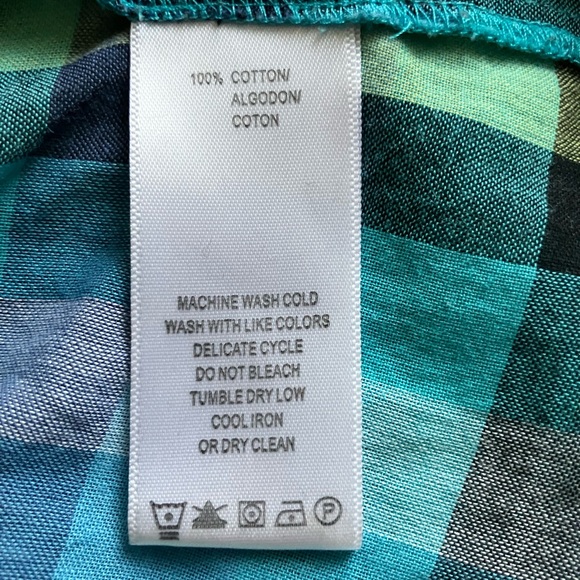 100% COTTON/
ALGODON/
COTON
MACHINE WASH COLD
WASH WITH LIKE COLORS
DELICATE CYCLE
DO NOT BLEACH
TUMBLE DRY LOW
COOL IRON
OR DRY CLEAN
P